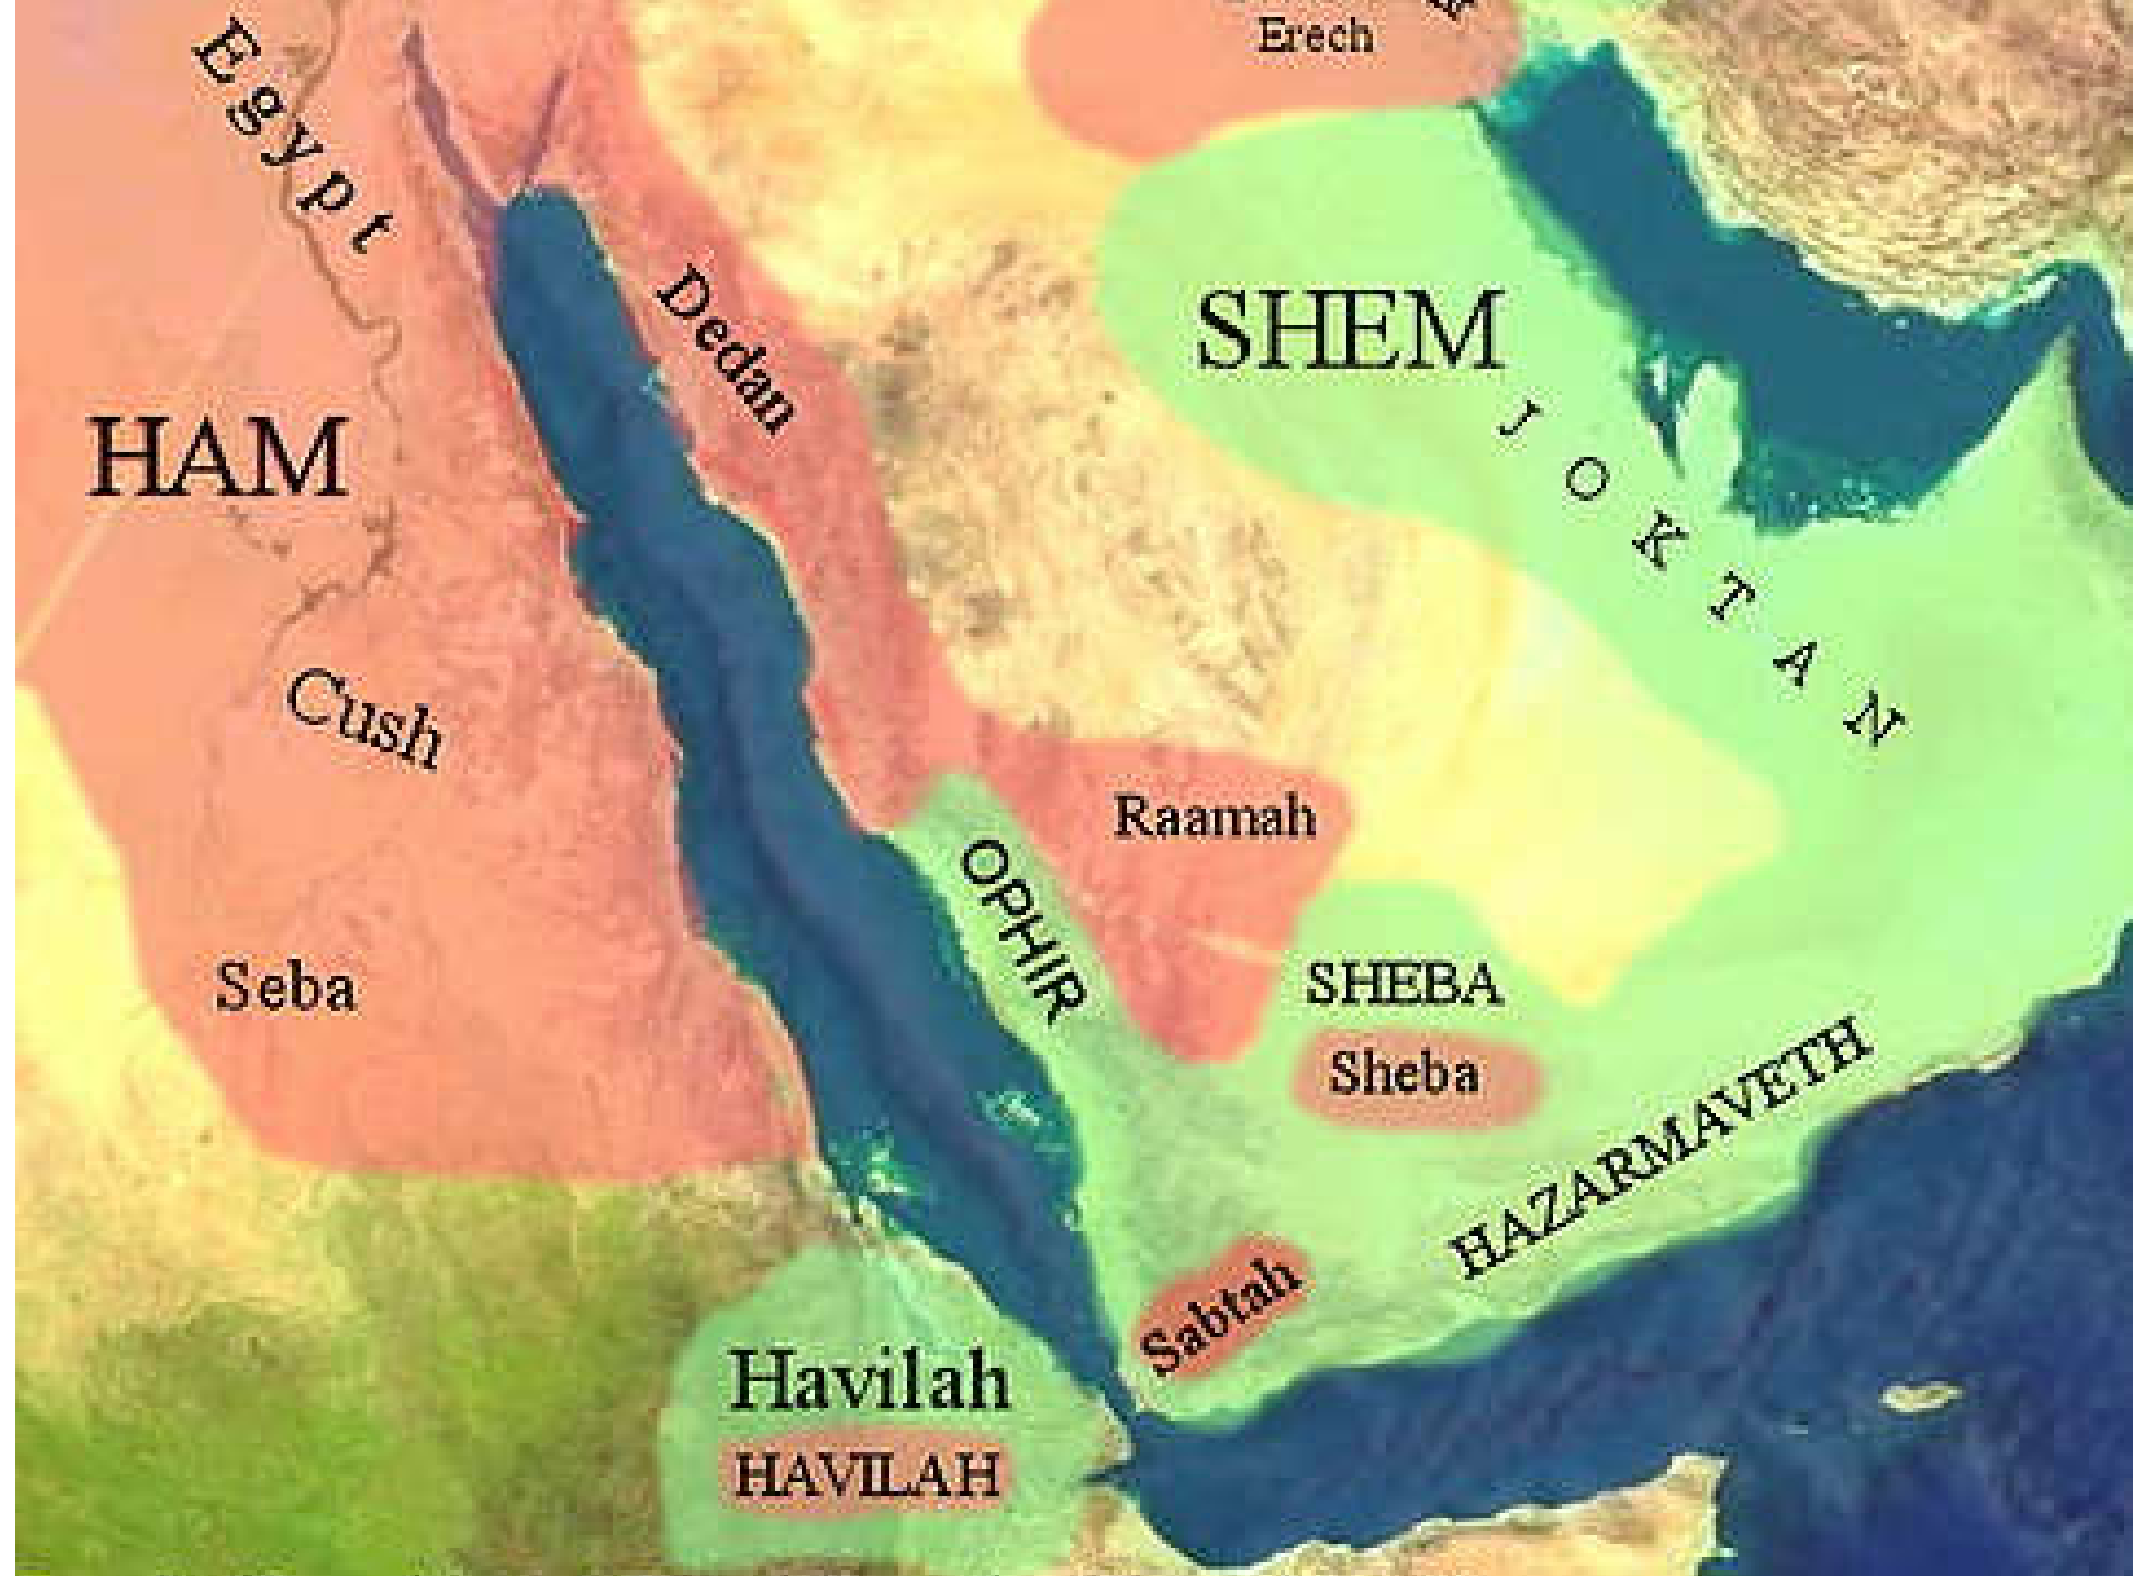 Erech
Egypt
Dedan
SHEM
HAM
JOKTAN
Cush
Raamah
OPHIR
Seba
SHEBA
Sheba
HAZARMAVETH
Sabtah
Havilah
HAVILAH